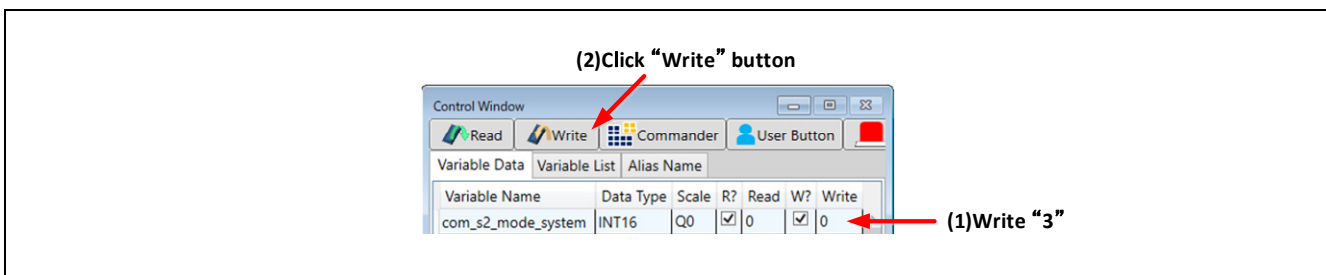 (2)Click “Write” button
Control Window
Read Write Commander User Button
Variable Data Variable List Alias Name
Variable Name Data Type Scale R? Read W? Write
com_s2_mode_system INT16 Q0 0 0
(1)Write “3”